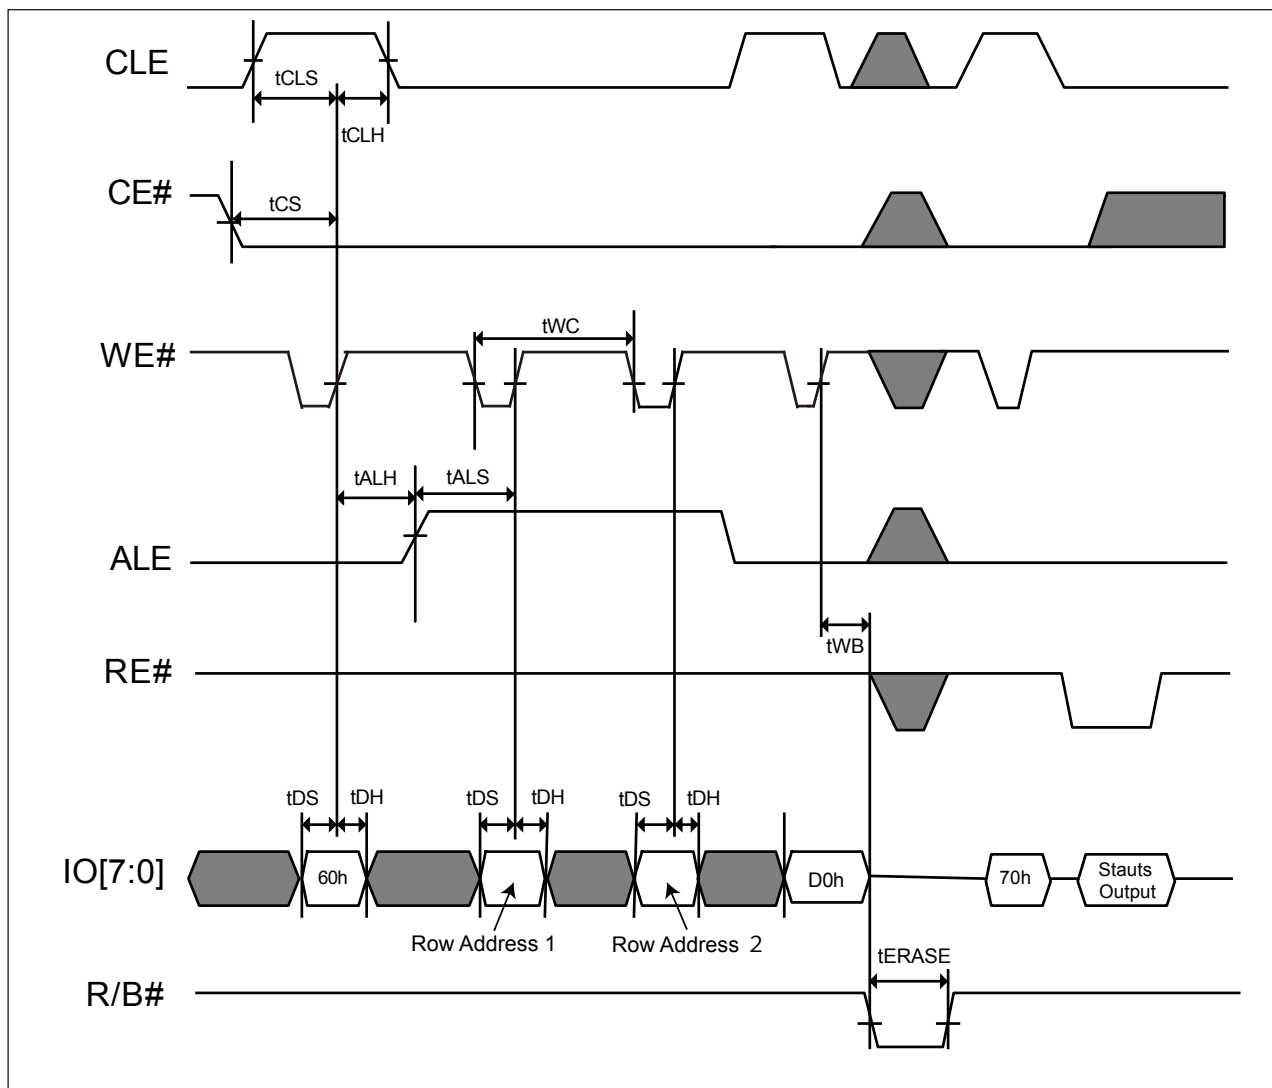 CLE
tCLS
tCLH
CE#
tCS
WE#
tWC
tALH
tALS
ALE
tWB
RE#
tDS
tDH
tDS
tDH
tDS
tDH
IO[7:0]
60h
D0h
70h
Stauts
Output
Row Address 1
Row Address 2
tERASE
R/B#